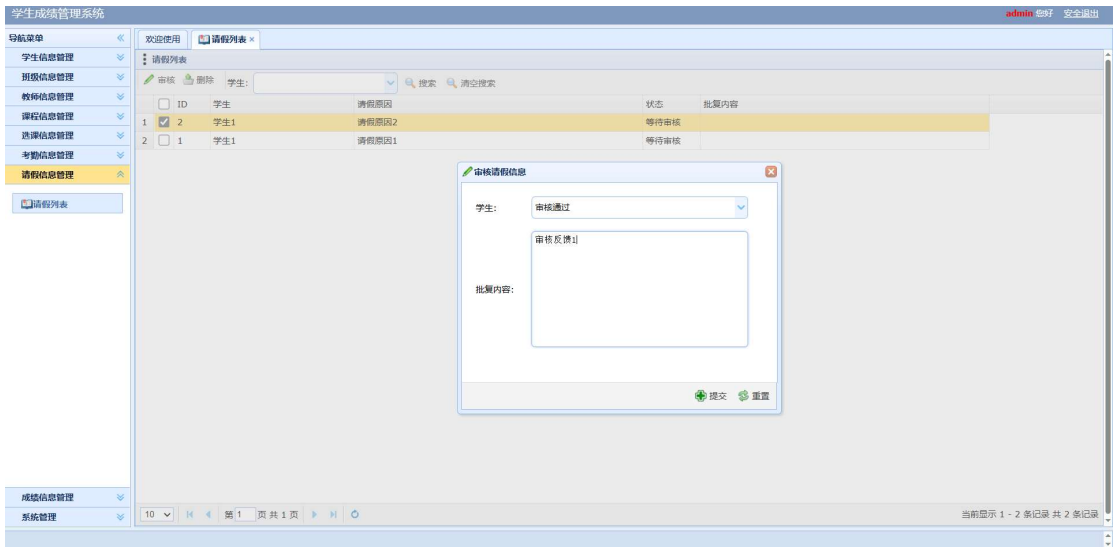 学生成绩管理系统
admin 您好 安全退出
导航菜单
学生信息管理
班级信息管理
教师信息管理
课程信息管理
选课信息管理
考勤信息管理
请假信息管理
请假列表
成绩信息管理
系统管理
欢迎使用 请假列表
请假列表
审核 删除 学生: 搜索 清空搜索
ID 学生 请假原因 状态 批复内容
1 2 学生1 请假原因2 等待审核
2 1 学生1 请假原因1 等待审核
审核请假信息
学生: 审核通过
批复内容: 审核反馈1
提交 重置
10 第 1 页 共 1 页
当前显示 1 - 2 条记录 共 2 条记录